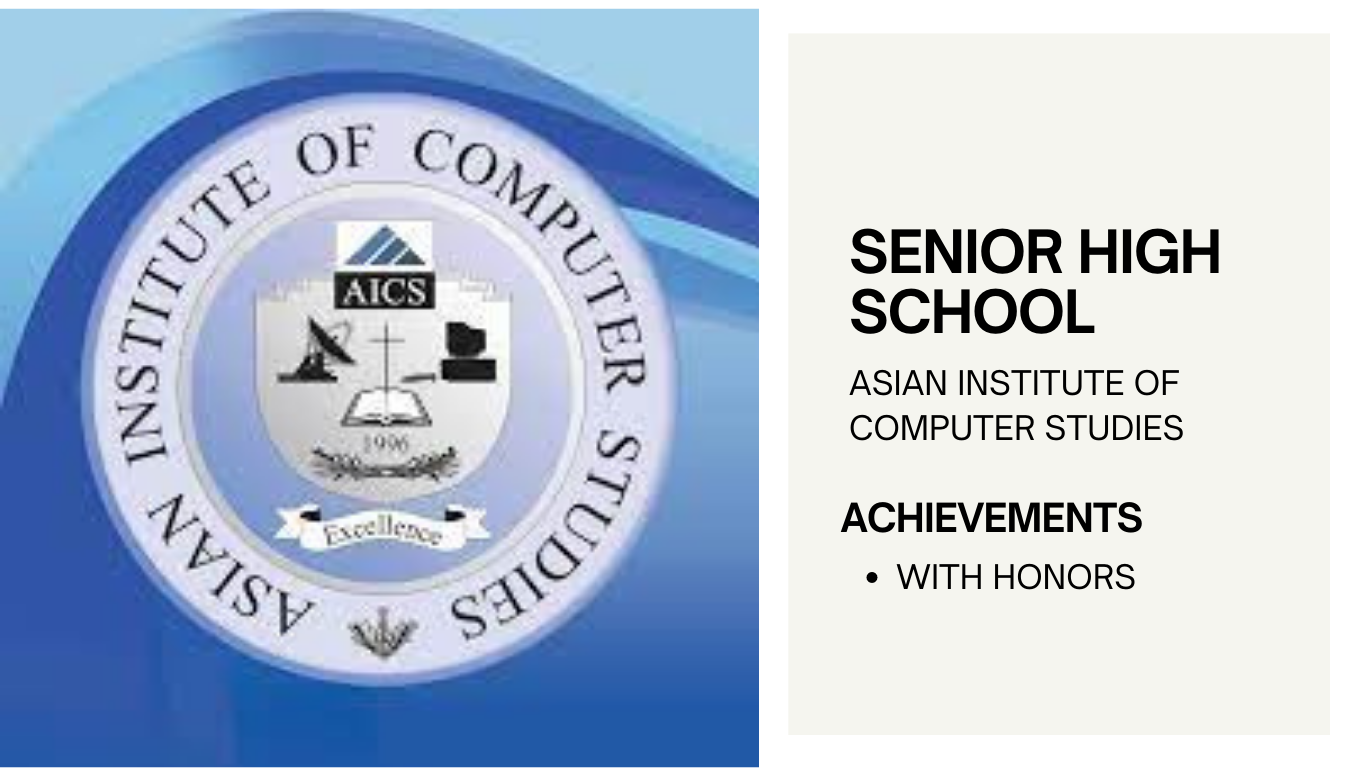 ASIAN INSTITUTE OF COMPUTER STUDIES
AICS
1996
Excellence
SENIOR HIGH
SCHOOL
ASIAN INSTITUTE OF
COMPUTER STUDIES
ACHIEVEMENTS
• WITH HONORS